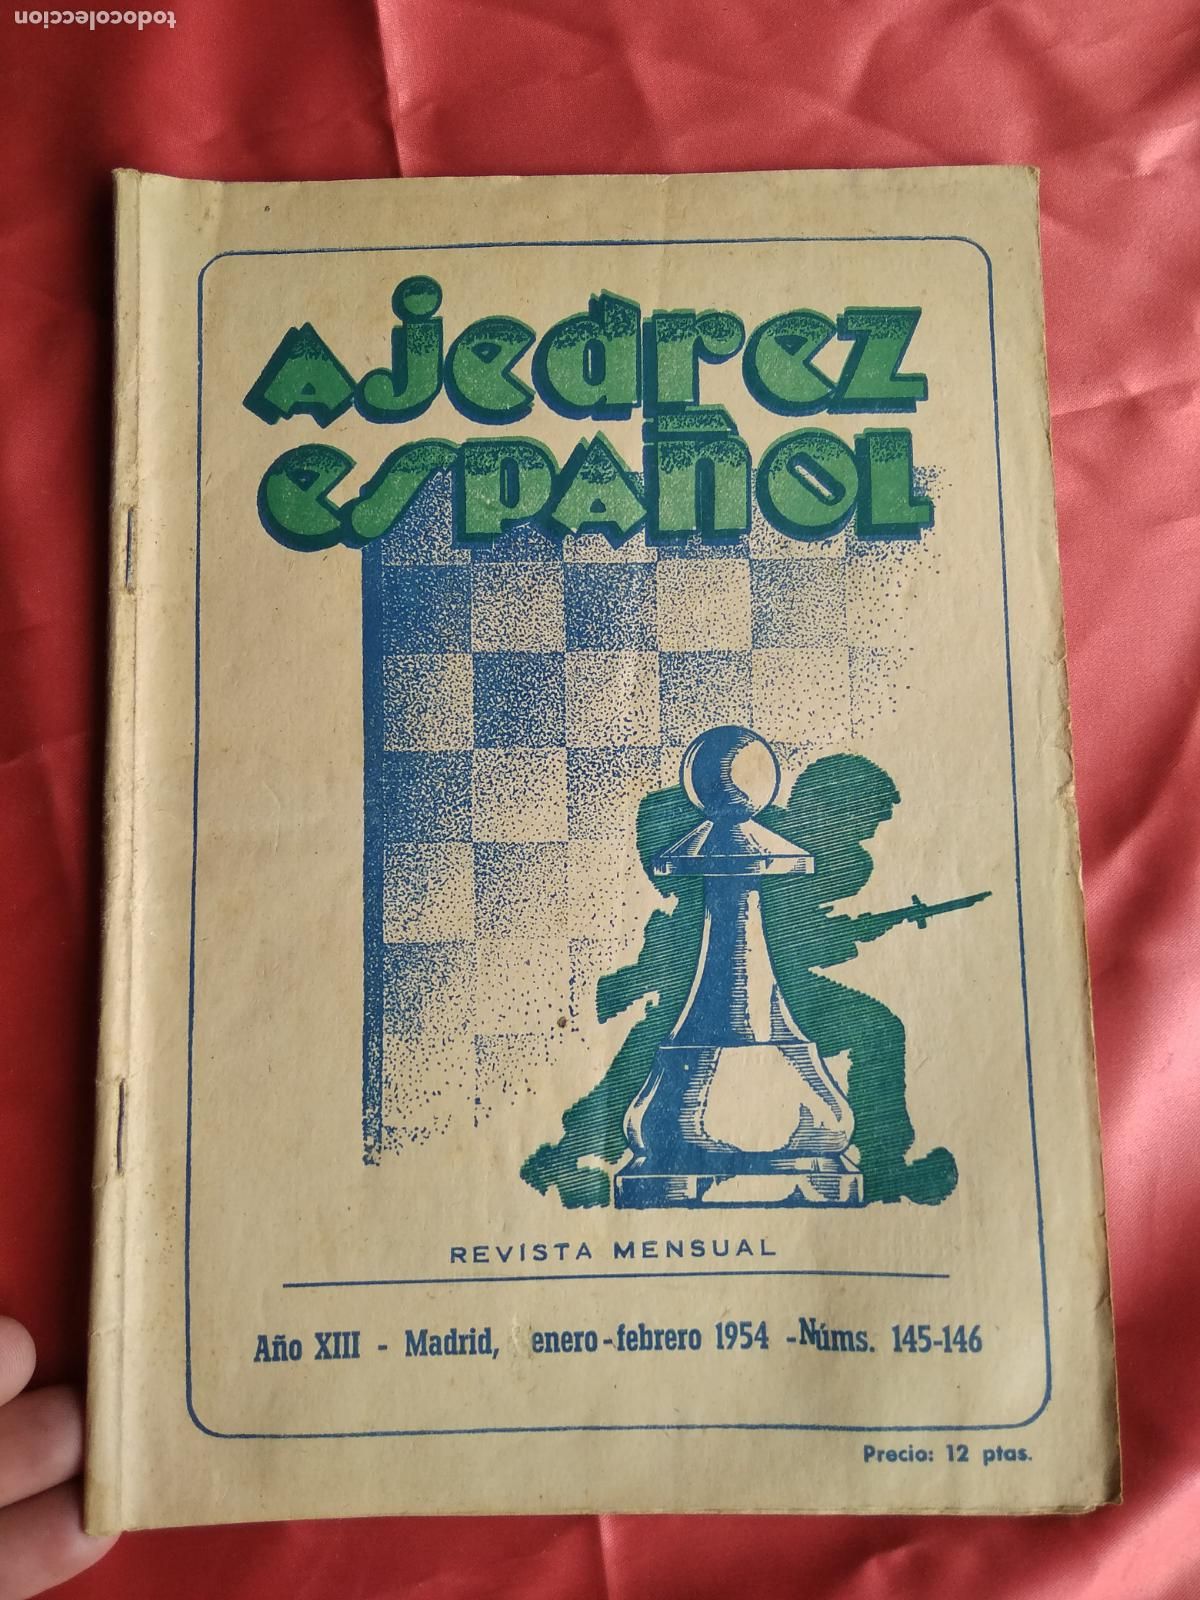 todocoleccion
Ajedrez
español
REVISTA MENSUAL
Año XIII - Madrid, enero-febrero 1954 -Núms. 145-146
Precio: 12 ptas.